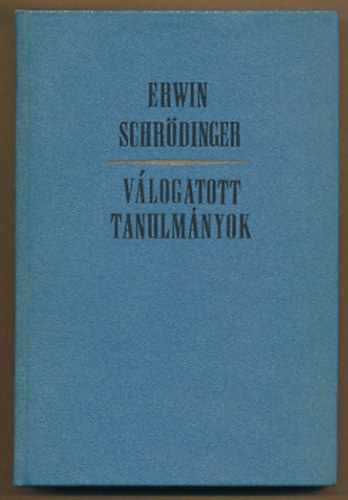 ERWIN
SCHRÖDINGER
VÁLOGATOTT
TANULMÁNYOK